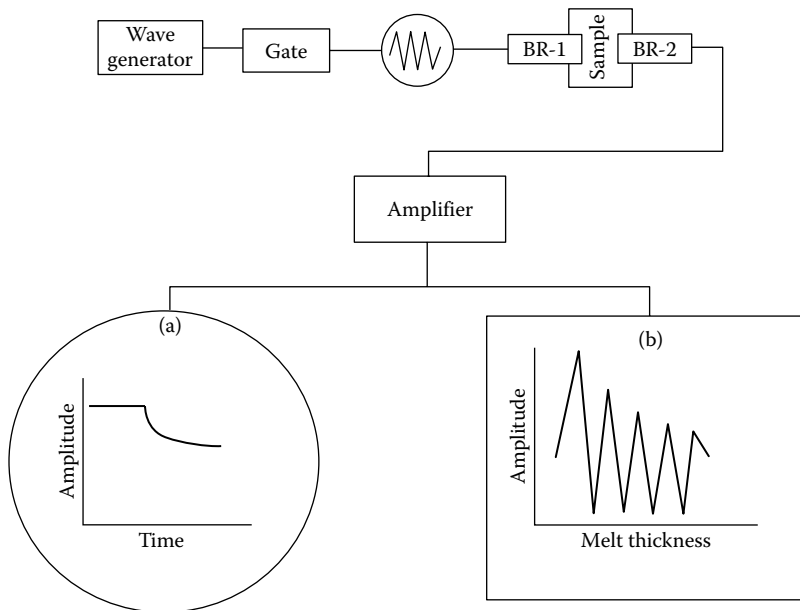 Wave
generator
Gate
BR-1
Sample
BR-2
Amplifier
(a)
Amplitude
Time
(b)
Amplitude
Melt thickness